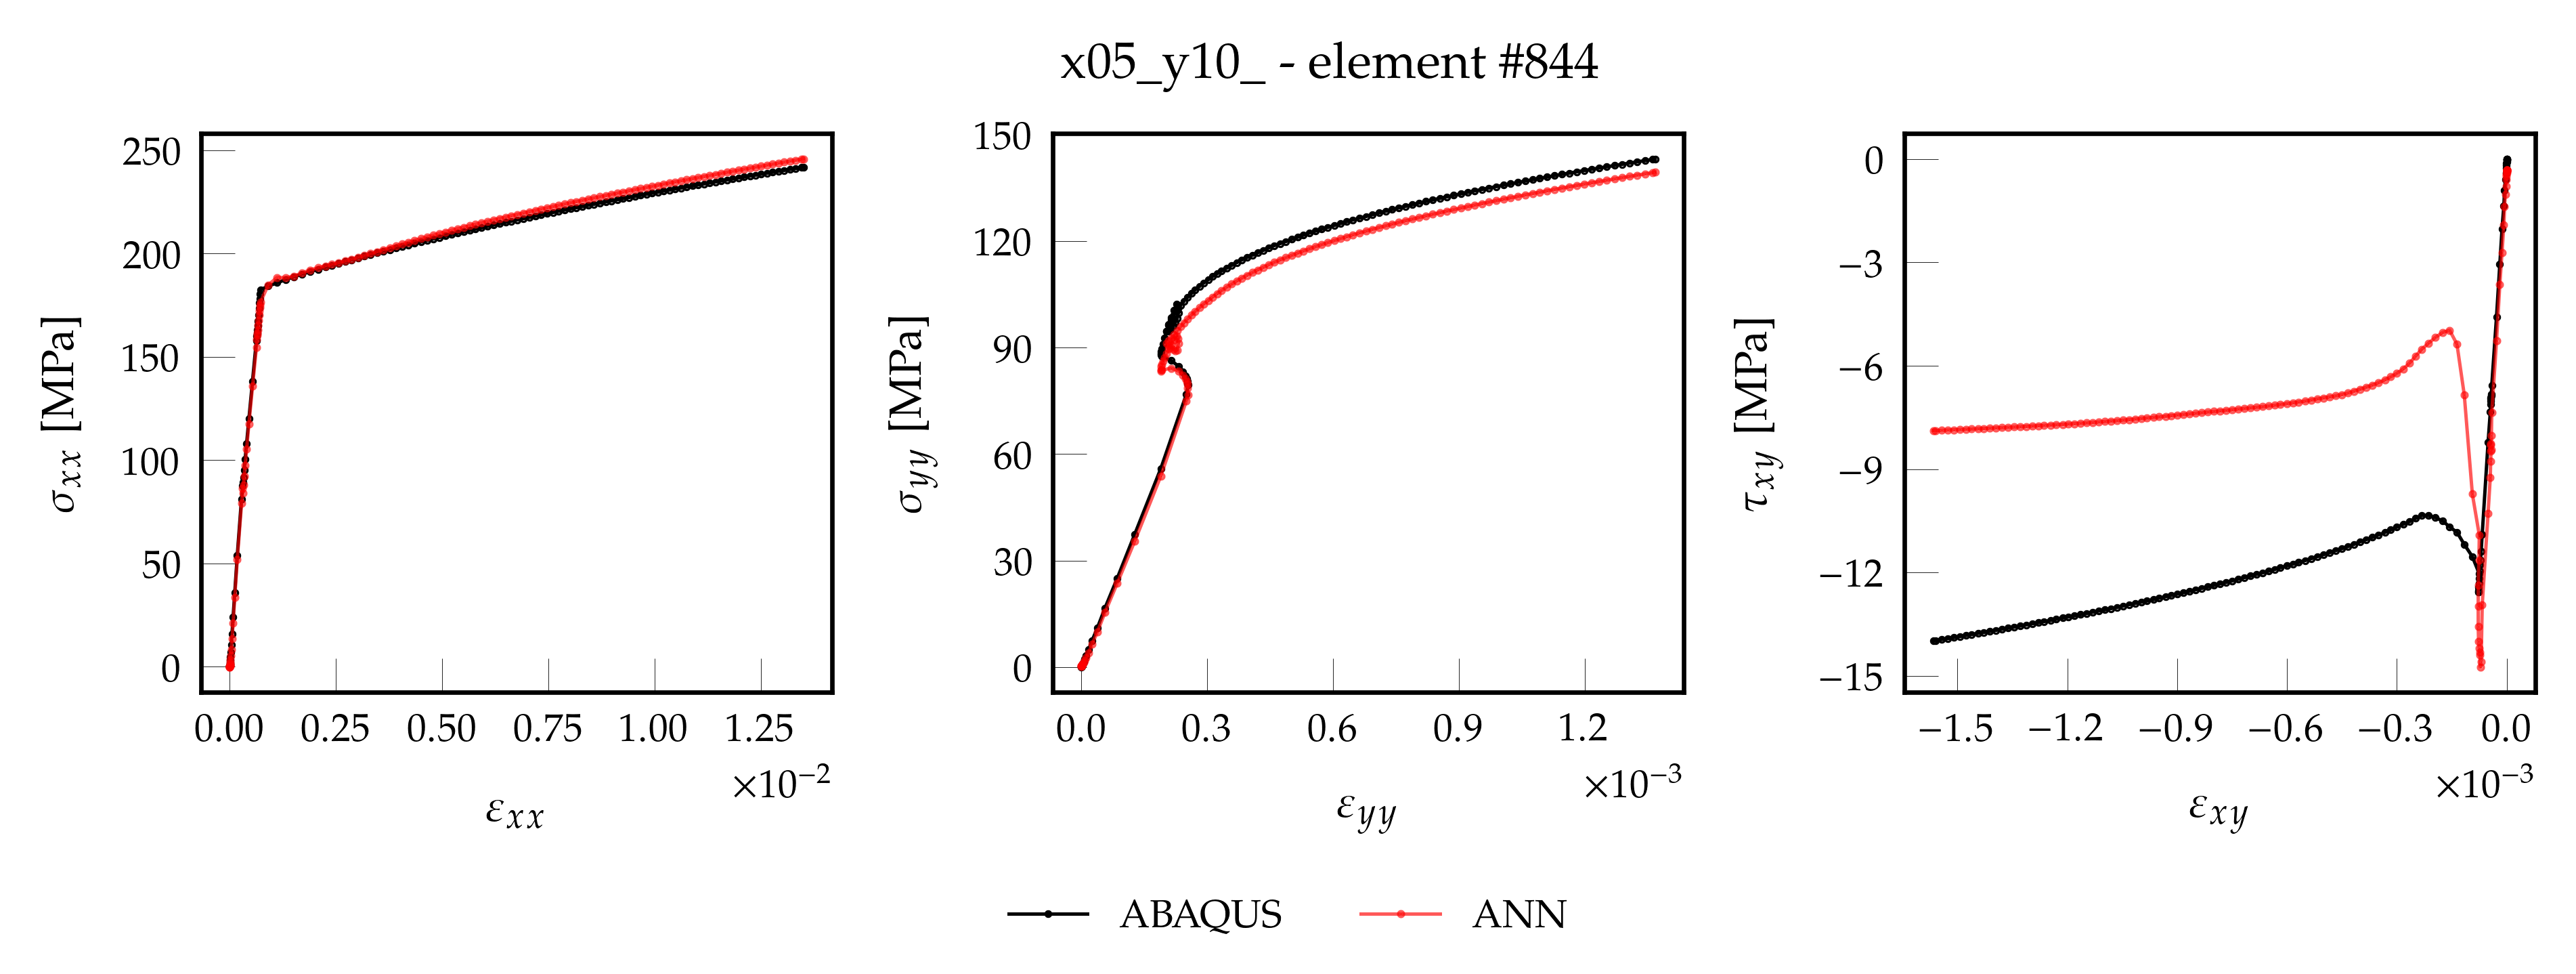 x05_y10_ - element #844
σxx [MPa]
250
200
150
100
50
0
0.00 0.25 0.50 0.75 1.00 1.25
×10−2
εxx
σyy [MPa]
150
120
90
60
30
0
0.0 0.3 0.6 0.9 1.2
×10−3
εyy
τxy [MPa]
0
−3
−6
−9
−12
−15
−1.5 −1.2 −0.9 −0.6 −0.3 0.0
×10−3
εxy
ABAQUS ANN